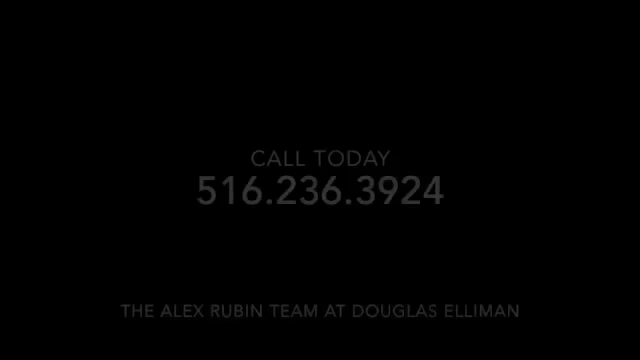 CALL TODAY
516.236.3924
THE ALEX RUBIN TEAM AT DOUGLAS ELLIMAN